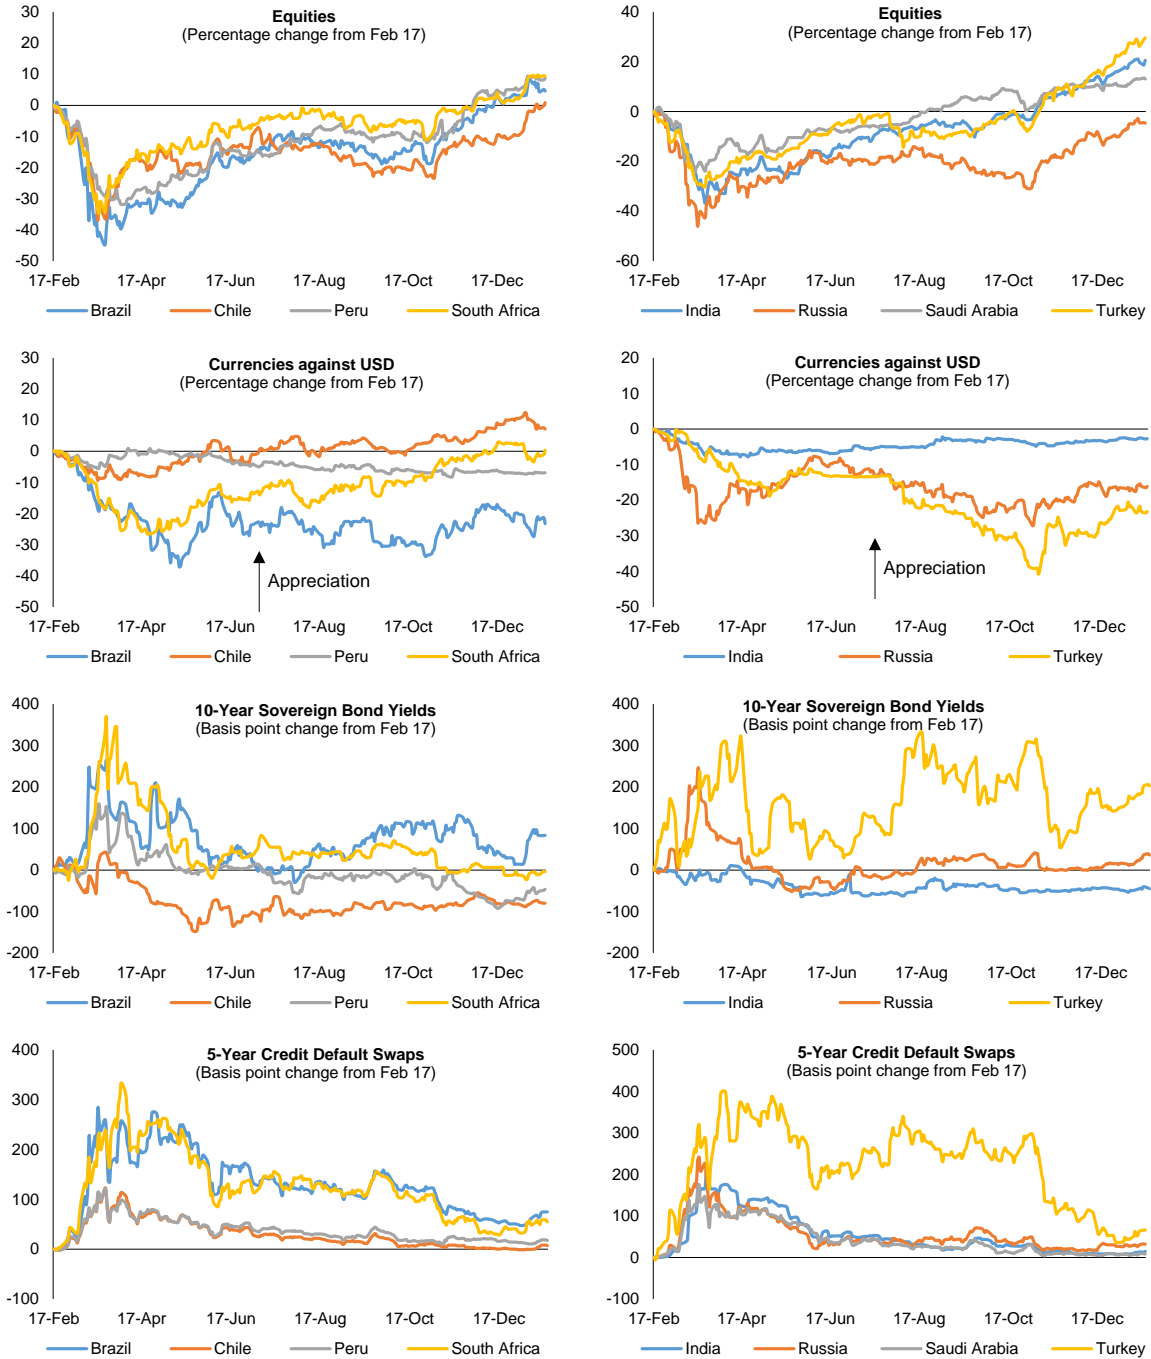 Equities
(Percentage change from Feb 17)
30
20
10
0
-10
-20
-30
-40
-50
17-Feb 17-Apr 17-Jun 17-Aug 17-Oct 17-Dec
Brazil Chile Peru South Africa
Equities
(Percentage change from Feb 17)
40
20
0
-20
-40
-60
17-Feb 17-Apr 17-Jun 17-Aug 17-Oct 17-Dec
India Russia Saudi Arabia Turkey
Currencies against USD
(Percentage change from Feb 17)
30
20
10
0
-10
-20
-30
-40
-50
Appreciation
17-Feb 17-Apr 17-Jun 17-Aug 17-Oct 17-Dec
Brazil Chile Peru South Africa
Currencies against USD
(Percentage change from Feb 17)
20
10
0
-10
-20
-30
-40
-50
Appreciation
17-Feb 17-Apr 17-Jun 17-Aug 17-Oct 17-Dec
India Russia Turkey
10-Year Sovereign Bond Yields
(Basis point change from Feb 17)
400
300
200
100
0
-100
-200
17-Feb 17-Apr 17-Jun 17-Aug 17-Oct 17-Dec
Brazil Chile Peru South Africa
10-Year Sovereign Bond Yields
(Basis point change from Feb 17)
400
300
200
100
0
-100
-200
17-Feb 17-Apr 17-Jun 17-Aug 17-Oct 17-Dec
India Russia Turkey
5-Year Credit Default Swaps
(Basis point change from Feb 17)
400
300
200
100
0
-100
17-Feb 17-Apr 17-Jun 17-Aug 17-Oct 17-Dec
Brazil Chile Peru South Africa
5-Year Credit Default Swaps
(Basis point change from Feb 17)
500
400
300
200
100
0
-100
17-Feb 17-Apr 17-Jun 17-Aug 17-Oct 17-Dec
India Russia Saudi Arabia Turkey